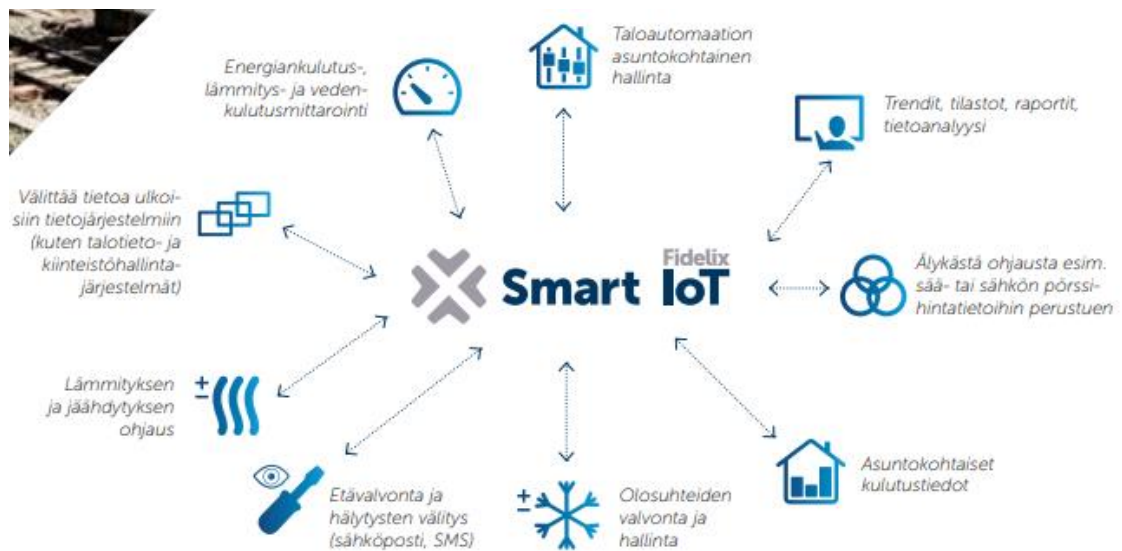 Taloautomaation
asuntokohtainen
hallinta
Energiankulutus-,
lämmitys- ja veden-
kulutusmittarointi
Trendit, tilastot, raportit,
tietoanalyysi
Välittää tietoa ulkoi-
siin tietojärjestelmiin
(kuten talotieto- ja
kiinteistöhallinta-
järjestelmät)
Fidelix
Smart IoT
Älykästä ohjausta esim.
sää- tai sähkön pörssi-
hintatietoihin perustuen
Lämmityksen
ja jäähdytyksen
ohjaus
Asuntokohtaiset
kulutustiedot
Etävalvonta ja
hälytysten välitys
(sähköposti, SMS)
Olosuhteiden
valvonta ja
hallinta